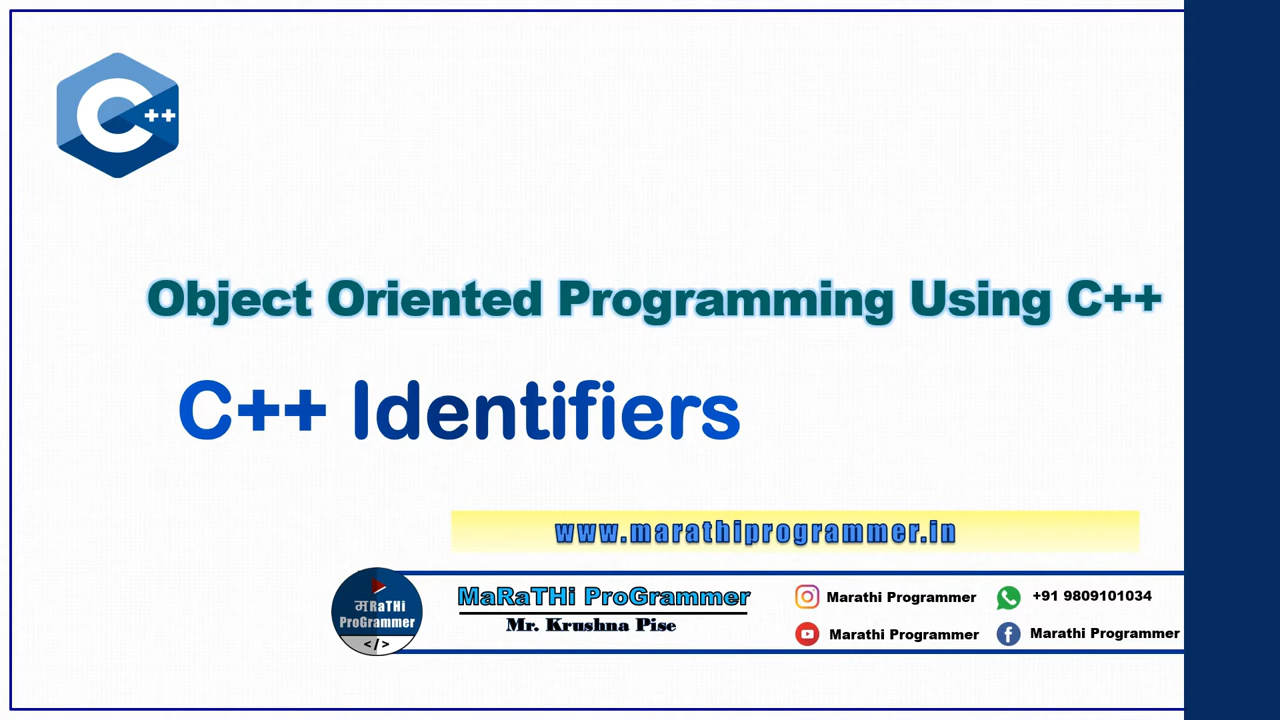 C++
Object Oriented Programming Using C++
C++ Identifiers
www.marathiprogrammer.in
मRaTHi
ProGrammer
</>
MaRaTHi ProGrammer
Mr. Krushna Pise
Marathi Programmer
+91 9809101034
Marathi Programmer
Marathi Programmer